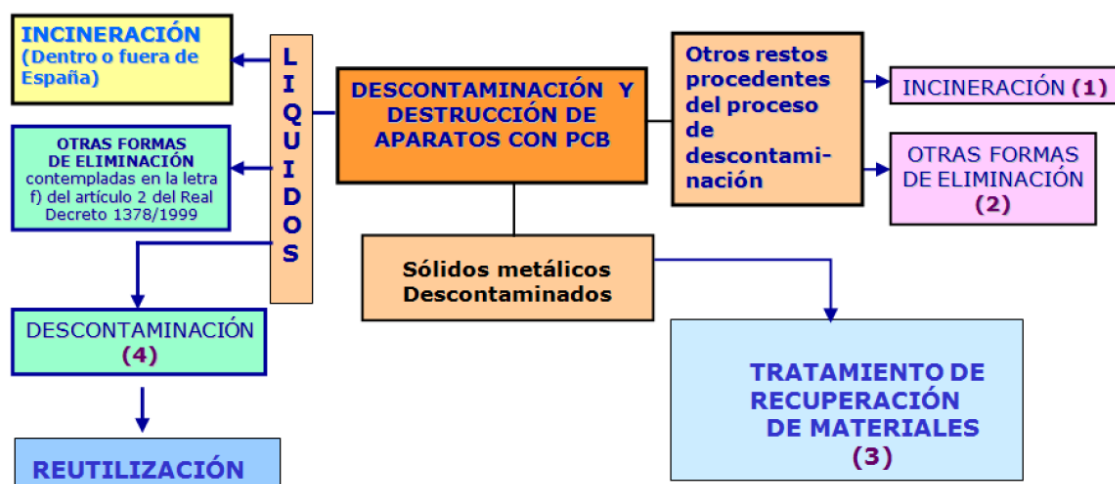 INCINERACIÓN
(Dentro o fuera de
España)
OTRAS FORMAS
DE ELIMINACIÓN
contempladas en la letra
f) del artículo 2 del Real
Decreto 1378/1999
DESCONTAMINACIÓN
(4)
REUTILIZACIÓN
L
I
Q
U
I
D
O
S
DESCONTAMINACIÓN Y
DESTRUCCIÓN DE
APARATOS CON PCB
Sólidos metálicos
Descontaminados
Otros restos
procedentes
del proceso
de
descontami-
nación
INCINERACIÓN (1)
OTRAS FORMAS
DE ELIMINACIÓN
(2)
TRATAMIENTO DE
RECUPERACIÓN
DE MATERIALES
(3)